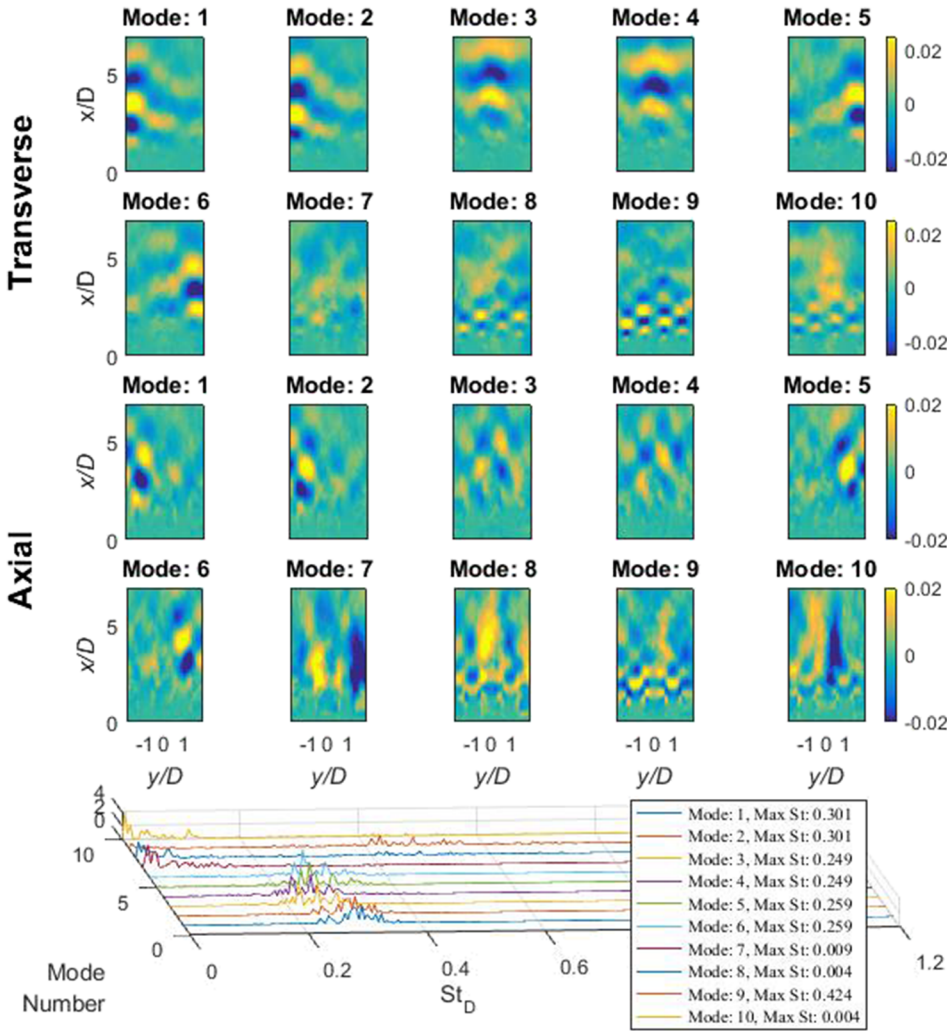 Mode: 1 Mode: 2 Mode: 3 Mode: 4 Mode: 5
Transverse
x/D
5
0
0.02
0
-0.02
Mode: 6 Mode: 7 Mode: 8 Mode: 9 Mode: 10
x/D
5
0
0.02
0
-0.02
Mode: 1 Mode: 2 Mode: 3 Mode: 4 Mode: 5
Axial
x/D
5
0
0.02
0
-0.02
Mode: 6 Mode: 7 Mode: 8 Mode: 9 Mode: 10
x/D
5
0
0.02
0
-0.02
-1 0 1 -1 0 1 -1 0 1 -1 0 1 -1 0 1
y/D y/D y/D y/D y/D
4
2
0
10
5
0
Mode
Number
0 0.2 0.4 0.6 1.2
StD
Mode: 1, Max St: 0.301
Mode: 2, Max St: 0.301
Mode: 3, Max St: 0.249
Mode: 4, Max St: 0.249
Mode: 5, Max St: 0.259
Mode: 6, Max St: 0.259
Mode: 7, Max St: 0.009
Mode: 8, Max St: 0.004
Mode: 9, Max St: 0.424
Mode: 10, Max St: 0.004